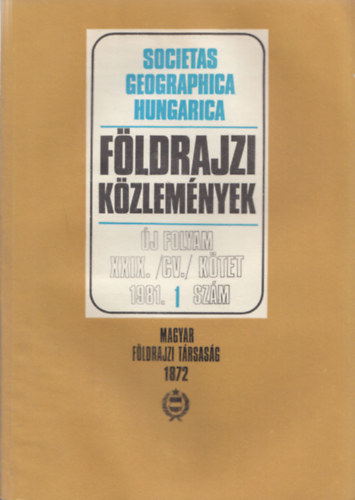 SOCIETAS
GEOGRAPHICA
HUNGARICA
FÖLDRAJZI
KÖZLEMÉNYEK
ÚJ FOLYAM
XXIX. /CV./ KÖTET
1981. 1 SZÁM
MAGYAR
FÖLDRAJZI TÁRSASÁG
1872